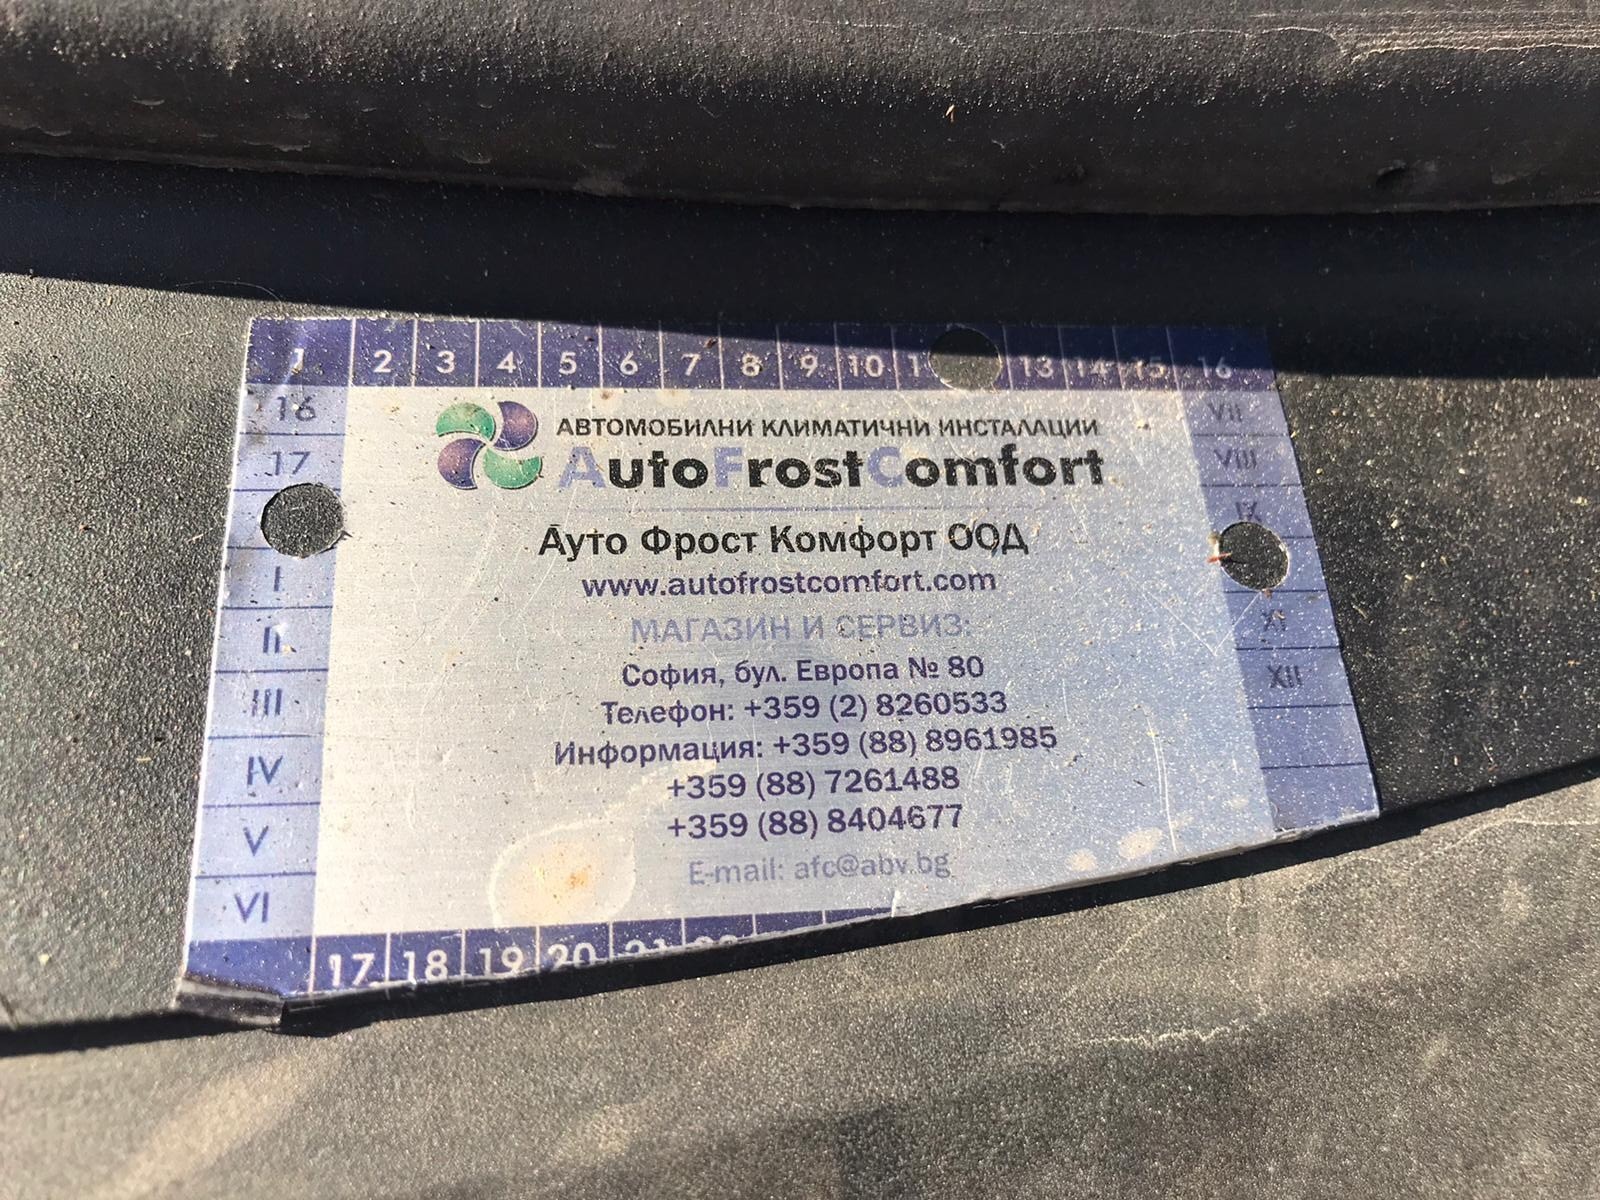 1 2 3 4 5 6 7 8 9 10 1 13 14 15 16
16
17
I
II
III
IV
V
VI
АВТОМОБИЛНИ КЛИМАТИЧНИ ИНСТАЛАЦИИ
AutoFrostComfort
Ауто Фрост Комфорт ООД
www.autofrostcomfort.com
МАГАЗИН И СЕРВИЗ:
София, бул. Европа № 80
Телефон: +359 (2) 8260533
Информация: +359 (88) 8961985
+359 (88) 7261488
+359 (88) 8404677
E-mail: afc@abv.bg
VII
VIII
IX
XI
XII
17 18 19 20 21 22